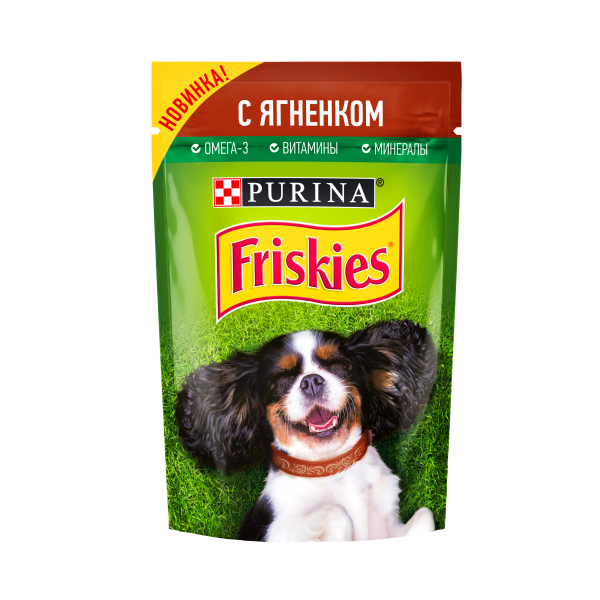 НОВИНКА!
С ЯГНЕНКОМ
ОМЕГА-3 ВИТАМИНЫ МИНЕРАЛЫ
PURINA®
Friskies®